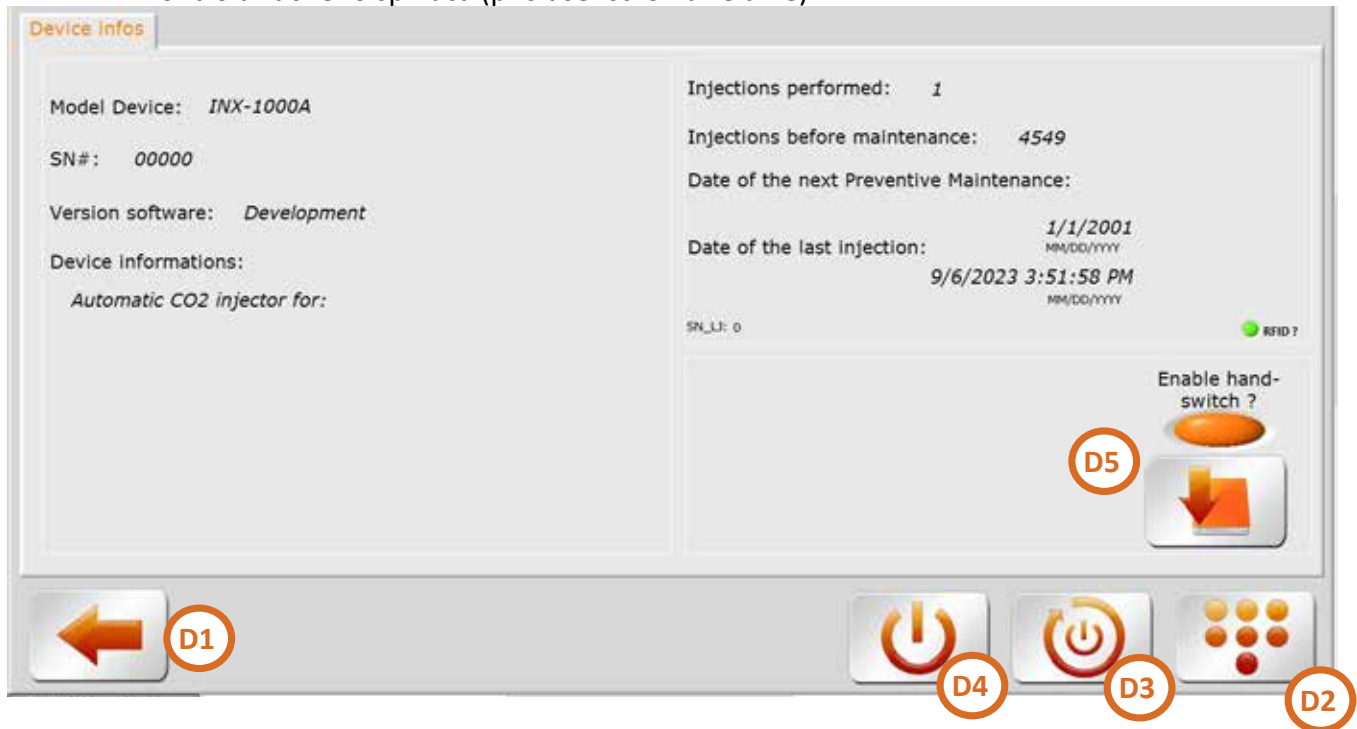 Device infos
Model Device: INX-1000A
SN#: 00000
Version software: Development
Device informations:
Automatic CO2 injector for:
Injections performed: 1
Injections before maintenance: 4549
Date of the next Preventive Maintenance:
1/1/2001
MM/DD/YYYY
Date of the last injection:
9/6/2023 3:51:58 PM
MM/DD/YYYY
SN_LJ: 0
RFID ?
Enable hand-
switch ?
D5
D1
D4
D3
D2